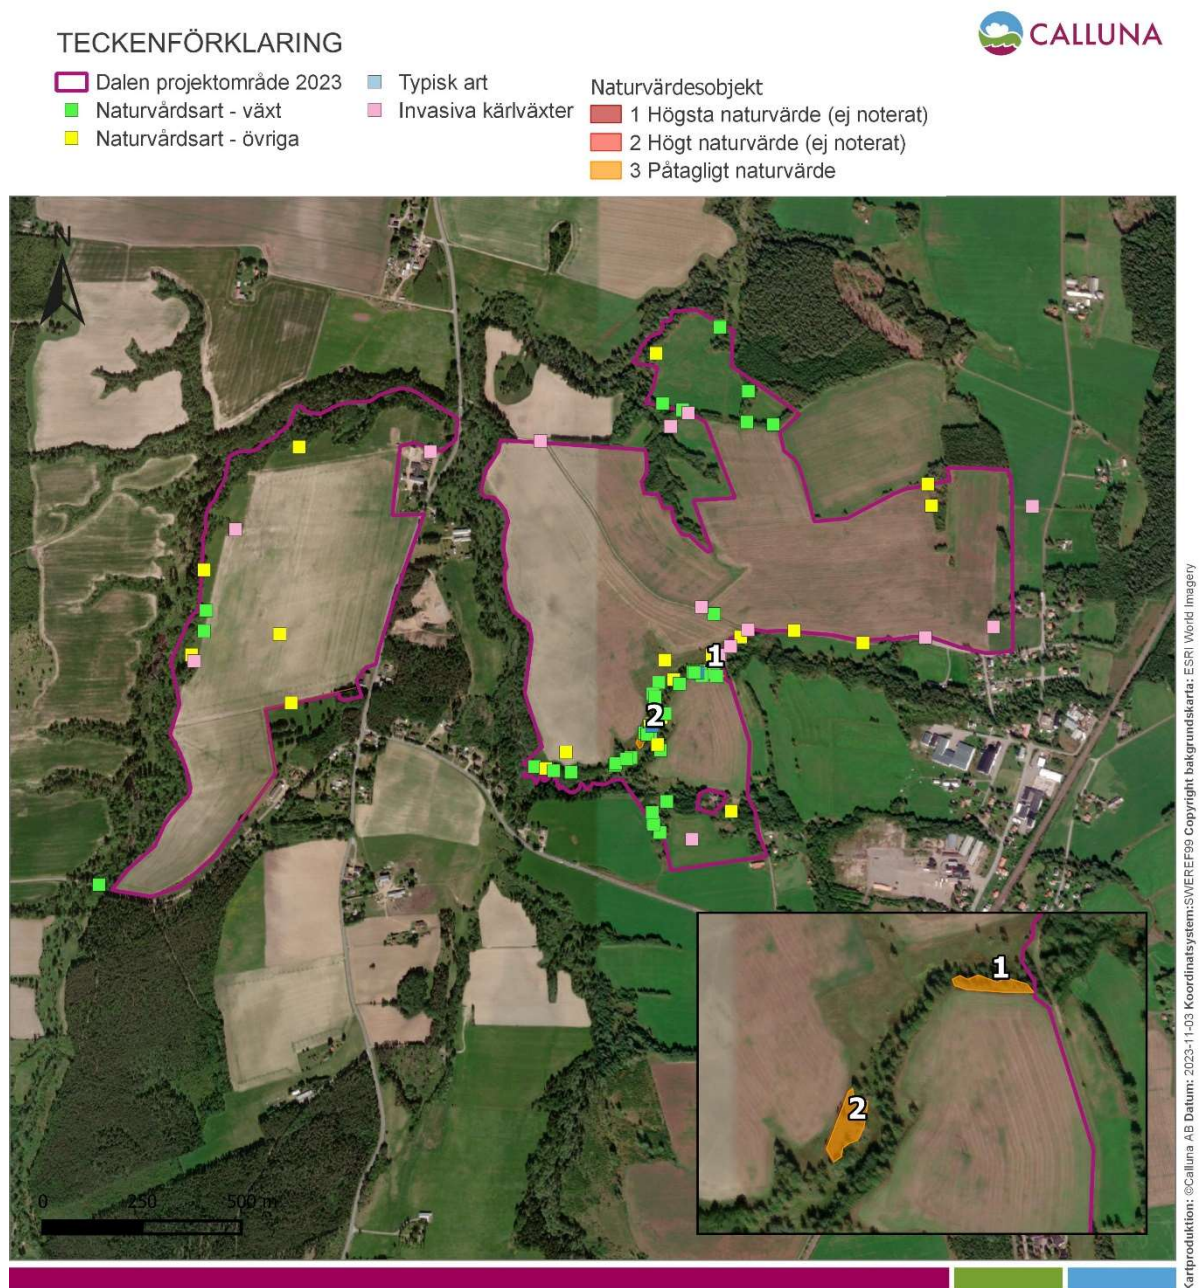 TECKENFÖRKLARING
CALLUNA
Dalen projektområde 2023
Naturvårdsart - växt
Naturvårdsart - övriga
Typisk art
Invasiva kärlväxter
Naturvärdesobjekt
1 Högsta naturvärde (ej noterat)
2 Högt naturvärde (ej noterat)
3 Påtagligt naturvärde
N
1
2
1
2
0 250 500 m
Kartproduktion: ©Calluna AB Datum: 2023-11-03 Koordinatsystem:SWEREF99 Copyright bakgrundskarta: ESRI World Imagery